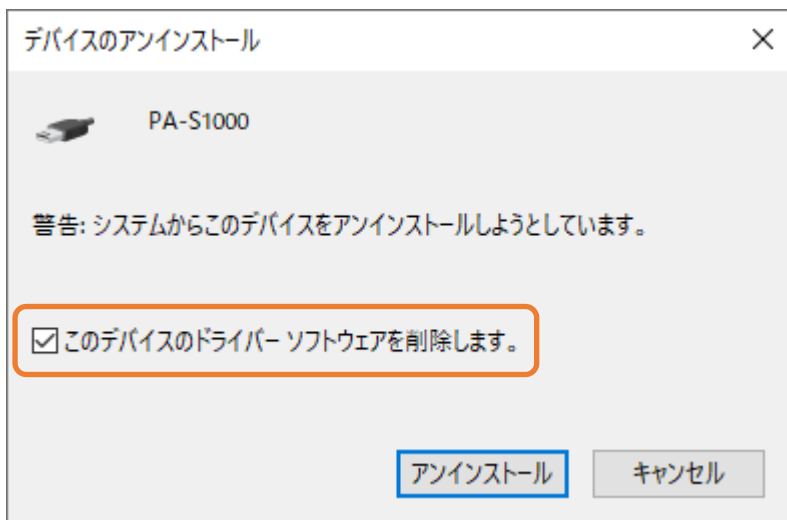 デバイスのアンインストール
PA-S1000
警告: システムからこのデバイスをアンインストールしようとしています。
このデバイスのドライバー ソフトウェアを削除します。
アンインストール
キャンセル